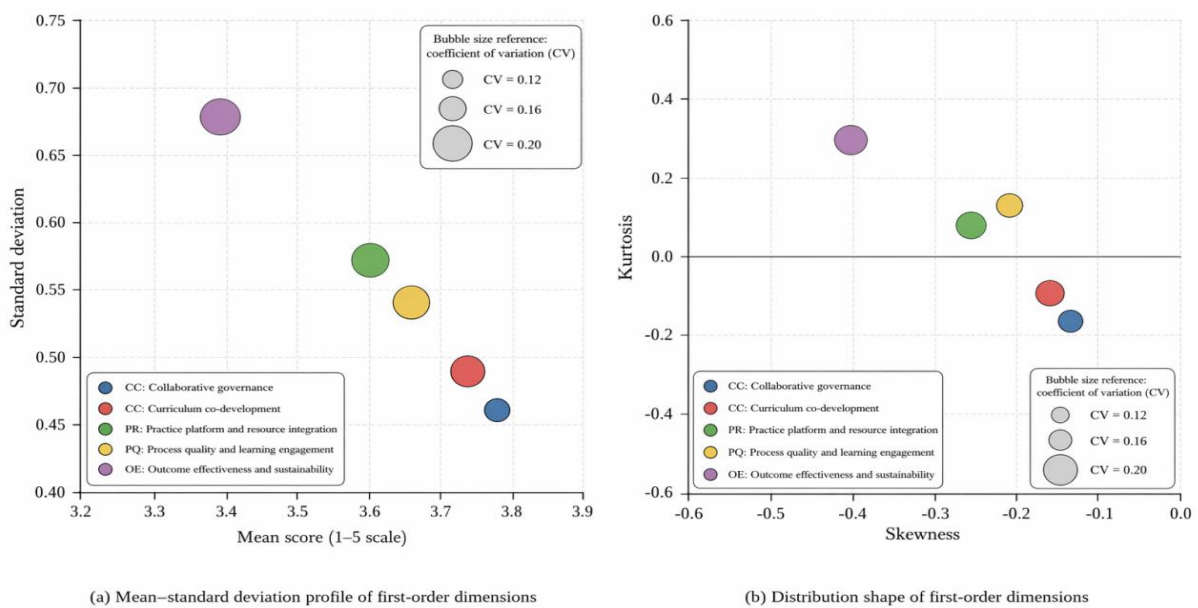 0.75
0.70
0.65
0.60
0.55
0.50
0.45
0.40
Standard deviation
3.2
3.3
3.4
3.5
3.6
3.7
3.8
3.9
Mean score (1–5 scale)
Bubble size reference:
coefficient of variation (CV)
CV = 0.12
CV = 0.16
CV = 0.20
CC: Collaborative governance
CC: Curriculum co-development
PR: Practice platform and resource integration
PQ: Process quality and learning engagement
OE: Outcome effectiveness and sustainability
(a) Mean–standard deviation profile of first-order dimensions
0.6
0.4
0.2
0.0
-0.2
-0.4
-0.6
Kurtosis
-0.6
-0.5
-0.4
-0.3
-0.2
-0.1
0.0
Skewness
CC: Collaborative governance
CC: Curriculum co-development
PR: Practice platform and resource integration
PQ: Process quality and learning engagement
OE: Outcome effectiveness and sustainability
Bubble size reference:
coefficient of variation (CV)
CV = 0.12
CV = 0.16
CV = 0.20
(b) Distribution shape of first-order dimensions